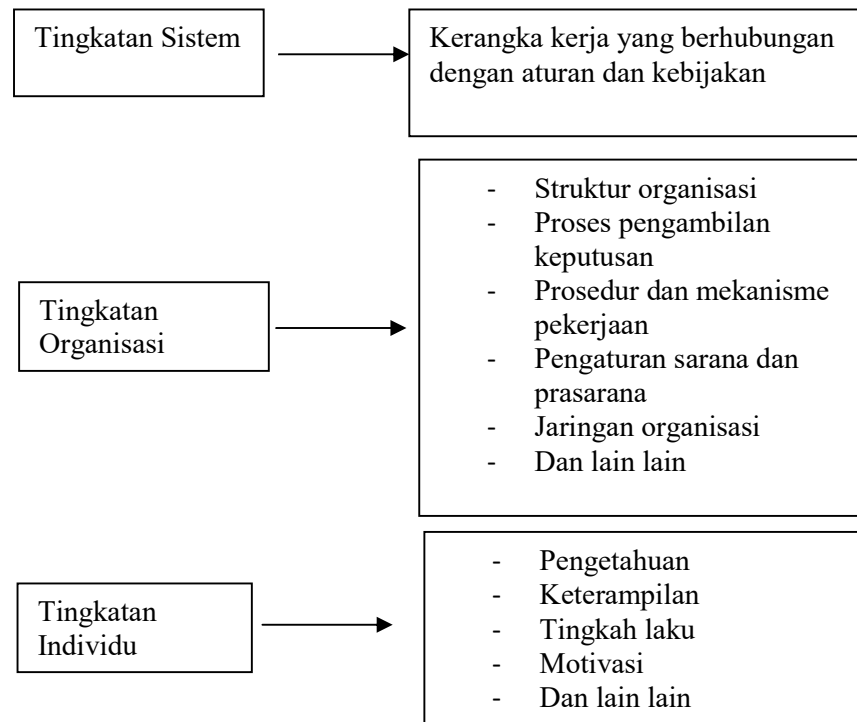 Tingkatan Sistem
Kerangka kerja yang berhubungan
dengan aturan dan kebijakan
Tingkatan
Organisasi
- Struktur organisasi
- Proses pengambilan
keputusan
- Prosedur dan mekanisme
pekerjaan
- Pengaturan sarana dan
prasarana
- Jaringan organisasi
- Dan lain lain
Tingkatan
Individu
- Pengetahuan
- Keterampilan
- Tingkah laku
- Motivasi
- Dan lain lain